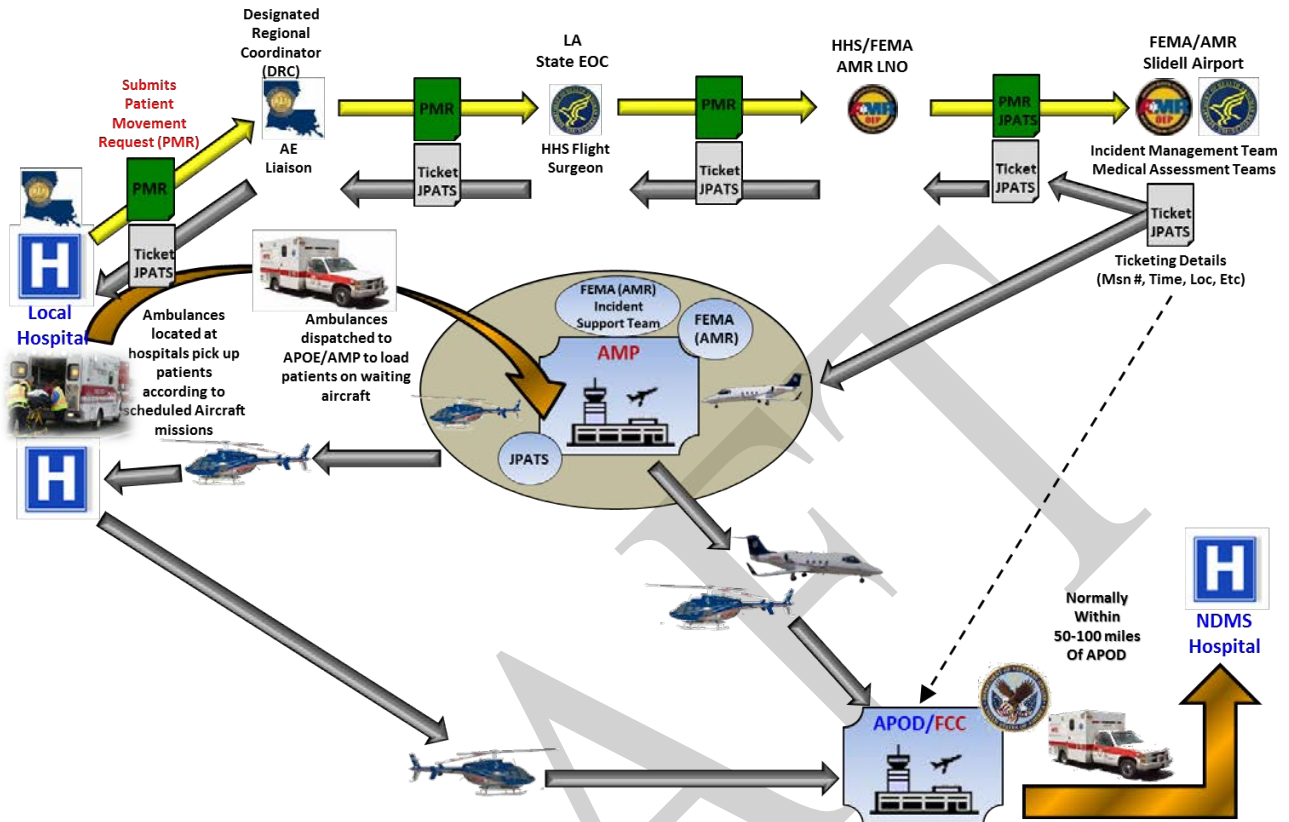 Designated
Regional
Coordinator
(DRC)
AE
Liaison
LA
State EOC
HHS Flight
Surgeon
HHS/FEMA
AMR LNO
FEMA/AMR
Slidell Airport
Incident Management Team
Medical Assessment Teams
Submits
Patient
Movement
Request (PMR)
PMR
PMR
PMR
PMR
JPATS
Ticket
JPATS
Ticket
JPATS
Ticket
JPATS
Ticket
JPATS
Ticket
JPATS
Ticketing Details
(Msn #, Time, Loc, Etc)
H
Local
Hospital
Ambulances
located at
hospitals pick up
patients
according to
scheduled Aircraft
missions
Ambulances
dispatched to
APOE/AMP to load
patients on waiting
aircraft
FEMA (AMR)
Incident
Support Team
FEMA
(AMR)
AMP
JPATS
H
Normally
Within
50-100 miles
Of APOD
H
NDMS
Hospital
APOD/FCC
AMR
OEP
AMR
OEP
DRAFT